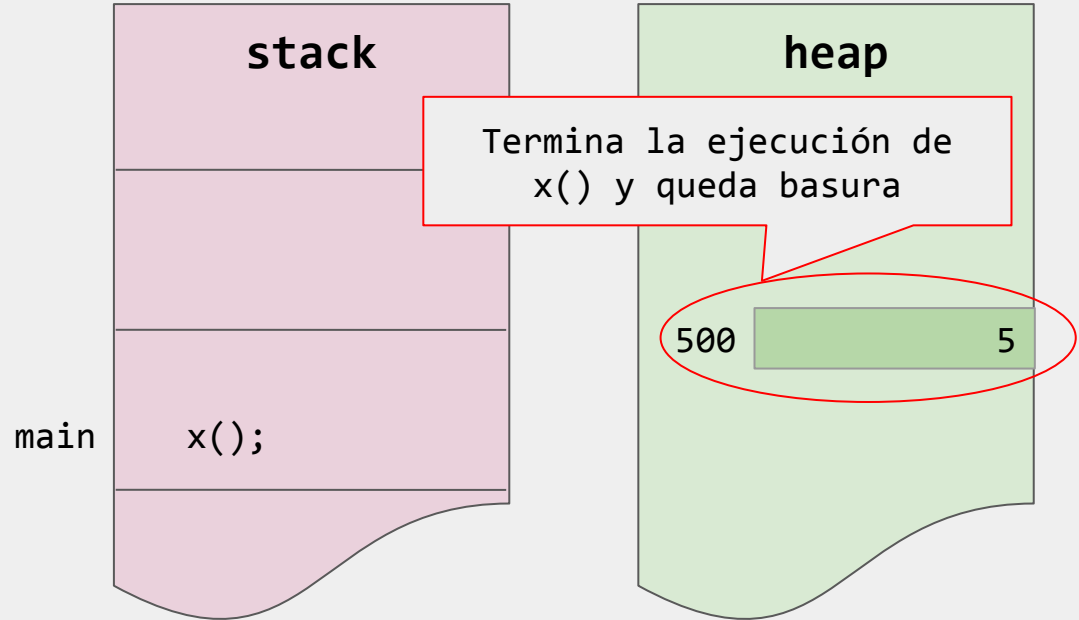 stack
heap
Termina la ejecución de
x() y queda basura
500
5
main
x();